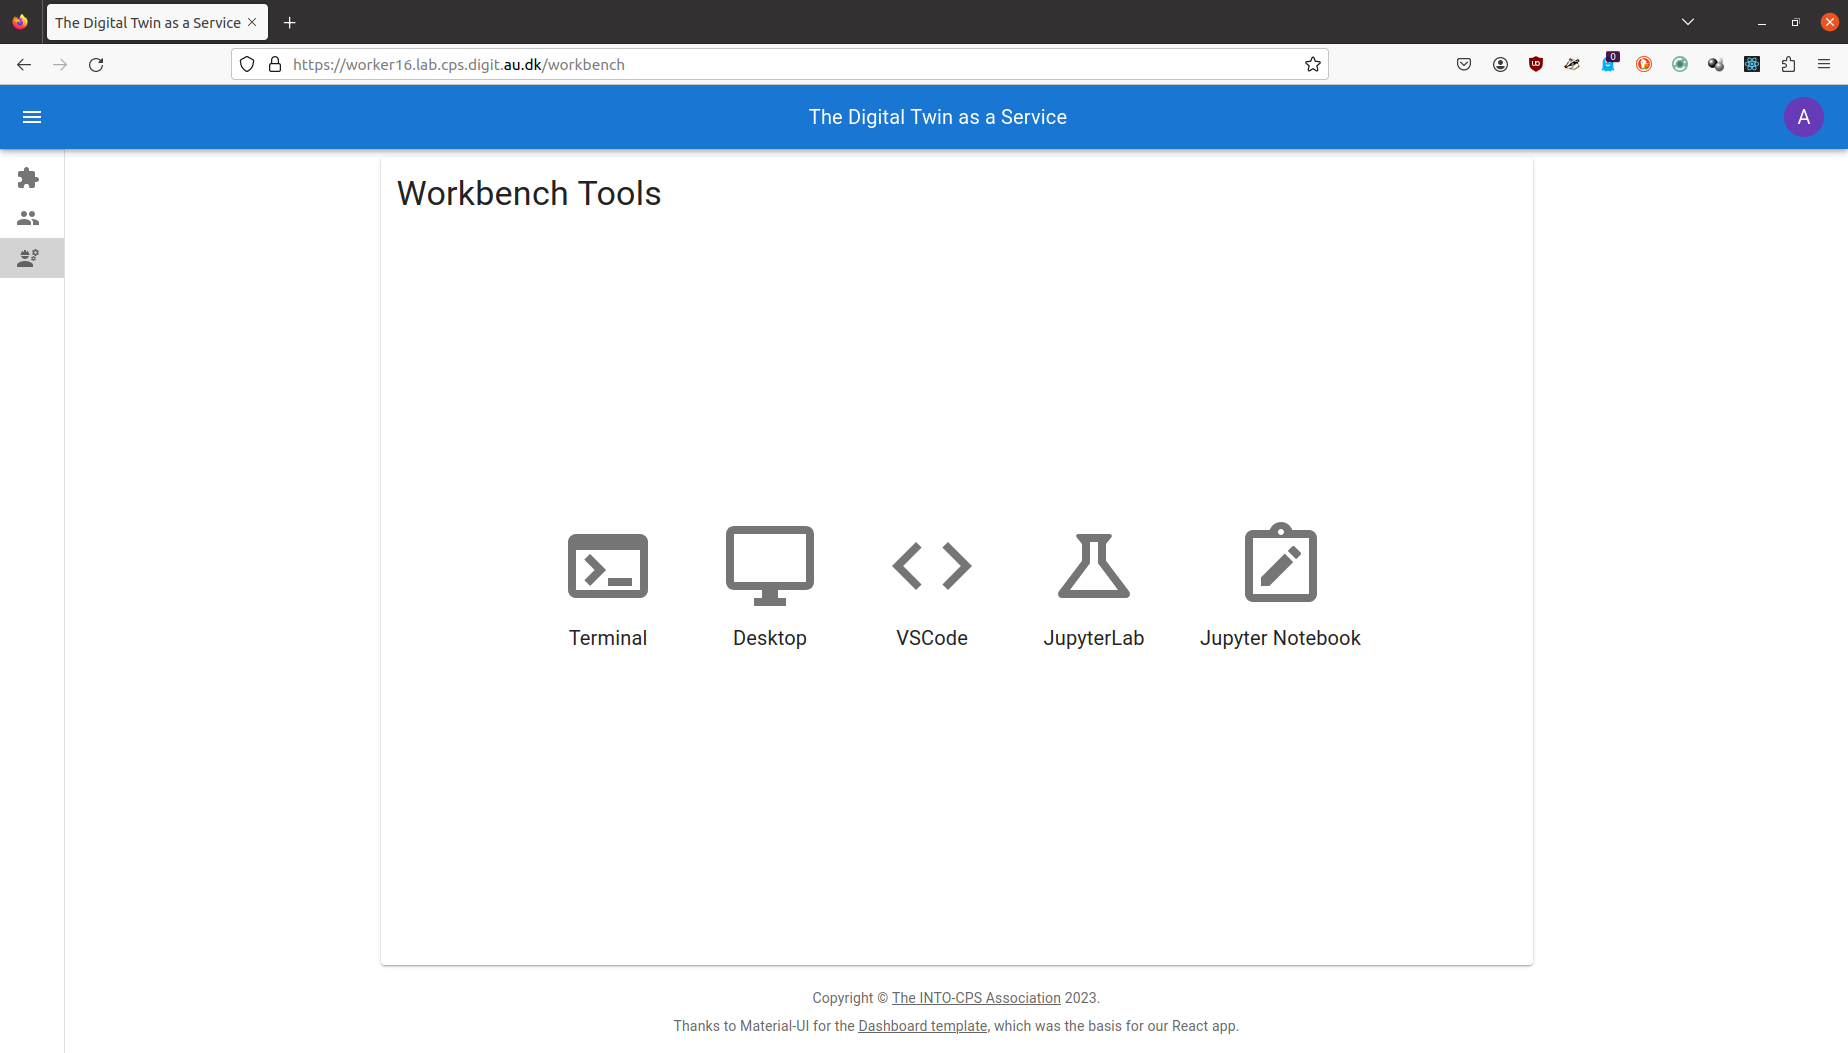 The Digital Twin as a Service
https://worker16.lab.cps.digit.au.dk/workbench
0
The Digital Twin as a Service
A
Workbench Tools
Terminal
Desktop
VSCode
JupyterLab
Jupyter Notebook
Copyright © The INTO-CPS Association 2023.
Thanks to Material-UI for the Dashboard template, which was the basis for our React app.